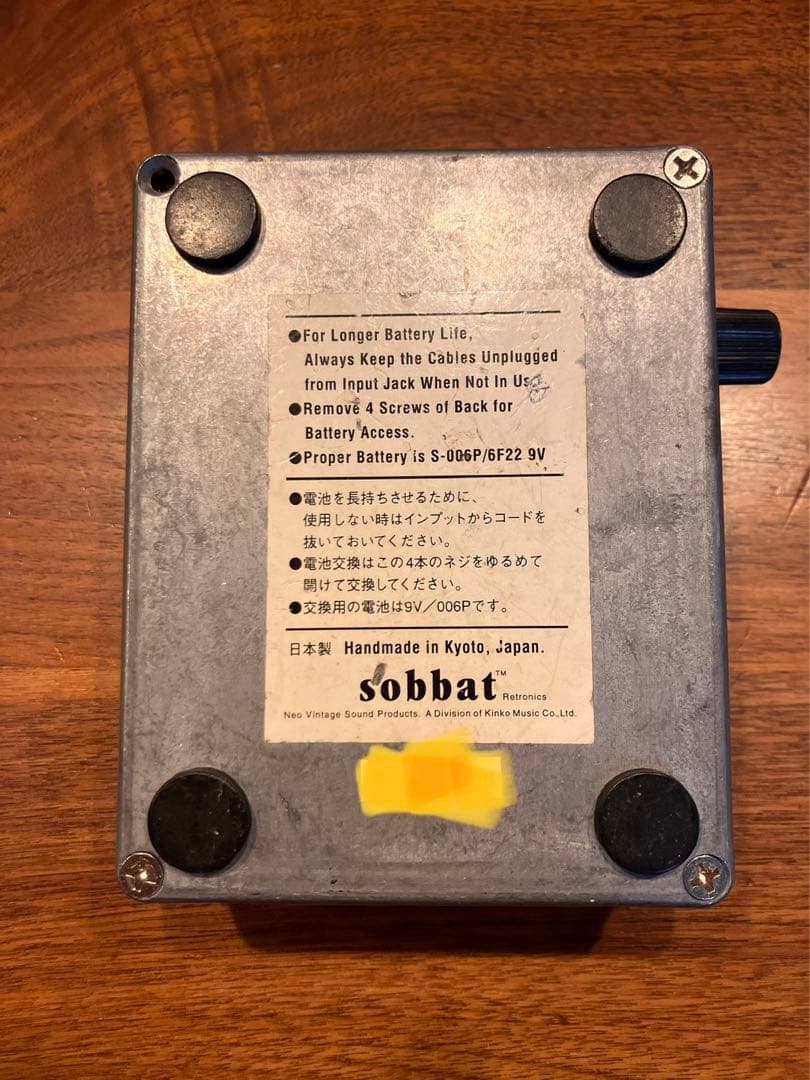 ●For Longer Battery Life,
Always Keep the Cables Unplugged
from Input Jack When Not In Use.
●Remove 4 Screws of Back for
Battery Access.
●Proper Battery is S-006P/6F22 9V
●電池を長持ちさせるために、
使用しない時はインプットからコードを
抜いておいてください。
●電池交換はこの4本のネジをゆるめて
開けて交換してください。
●交換用の電池は9V/006Pです。
日本製 Handmade in Kyoto, Japan.
sobbat™ Retronics
Neo Vintage Sound Products. A Division of Kinko Music Co.,Ltd.